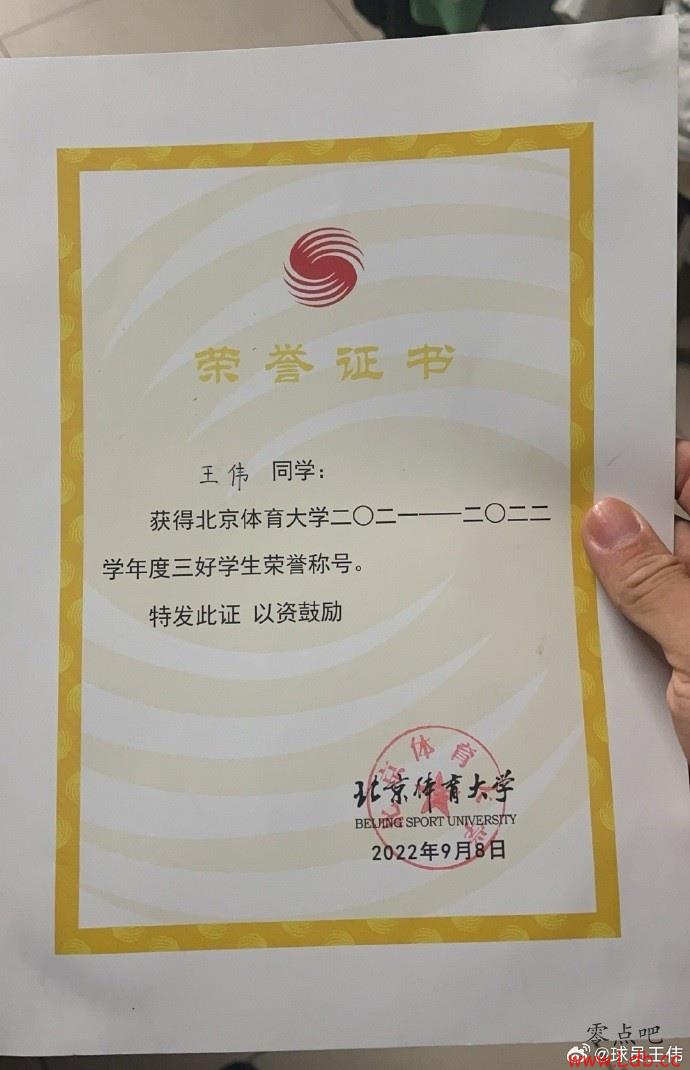 荣誉证书
王伟 同学：
获得北京体育大学二〇二一——二〇二二
学年度三好学生荣誉称号。
特发此证 以资鼓励
北京体育大学
BEIJING SPORT UNIVERSITY
2022年9月8日
零点吧
@球员王伟